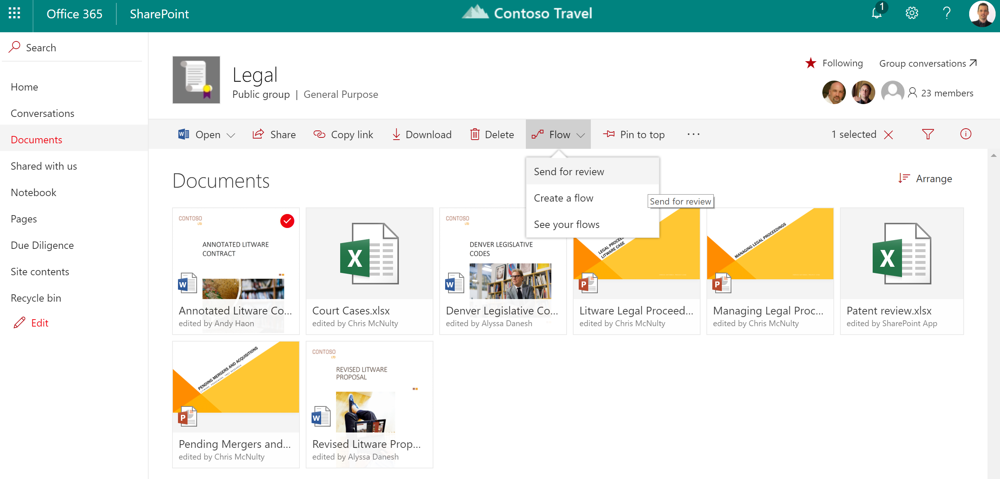 Office 365
SharePoint
Contoso Travel
1
Search
Home
Conversations
Documents
Shared with us
Notebook
Pages
Due Diligence
Site contents
Recycle bin
Edit
Legal
Public group | General Purpose
Following
Group conversations
23 members
Open
Share
Copy link
Download
Delete
Flow
Pin to top
...
1 selected
Send for review
Create a flow
See your flows
Send for review
Documents
Arrange
CONTOSO
LTD
ANNOTATED LITWARE
CONTRACT
W
Annotated Litware Co...
edited by Andy Haon
X
Court Cases.xlsx
edited by Chris McNulty
CONTOSO
LTD
DENVER LEGISLATIVE
CODES
W
Denver Legislative Co...
edited by Alyssa Danesh
LEGAL PROCEE
LITWARE CASE
P
Litware Legal Proceed...
edited by Chris McNulty
MANAGING LEGAL PROCEEDINGS
P
Managing Legal Proc...
edited by Chris McNulty
X
Patent review.xlsx
edited by SharePoint App
PENDING MERGERS AND ACQUISITIONS
LITWARE, PROSEWARE, TREY RESEARCH
P
Pending Mergers and...
edited by Chris McNulty
CONTOSO
LTD
REVISED LITWARE
PROPOSAL
W
Revised Litware Prop...
edited by Alyssa Danesh